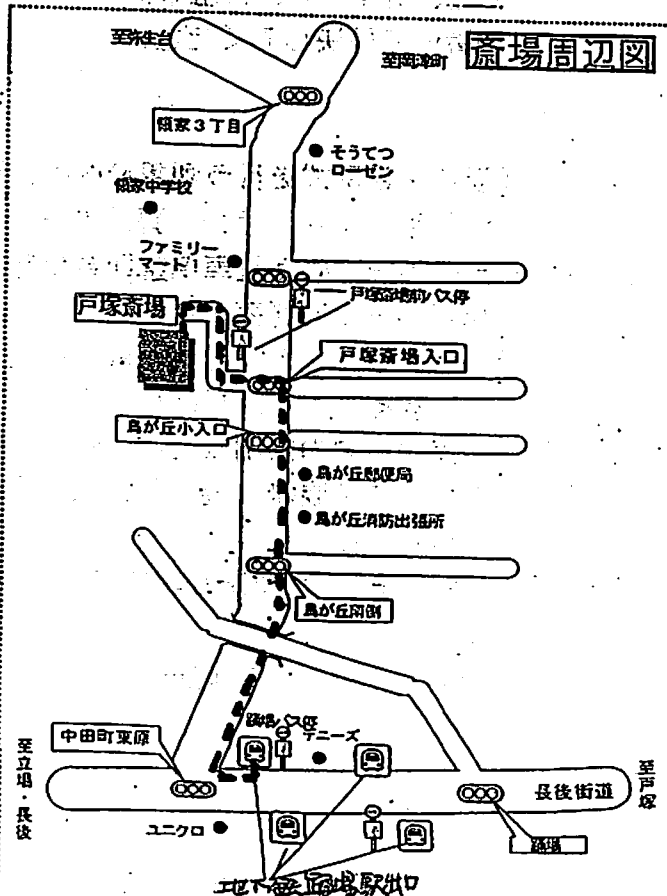 斎場周辺図
至弥生台
至岡津町
領家3丁目
そうてつ
ローゼン
領家中学校
ファミリー
マート
戸塚斎場
戸塚斎場前バス停
戸塚斎場入口
鳥が丘小入口
鳥が丘郵便局
鳥が丘消防出張所
鳥が丘南側
踊場バス停
デニーズ
中田町東原
至立場・長後
長後街道
至戸塚
ユニクロ
踊場
地下鉄踊場駅出口